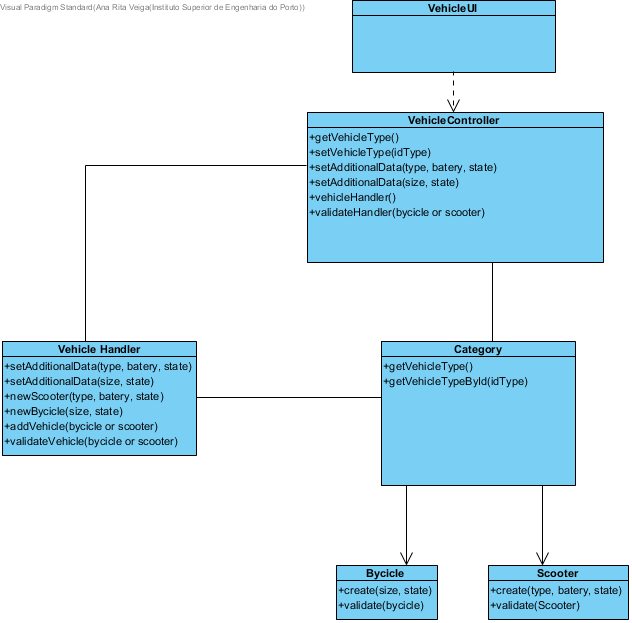 Visual Paradigm Standard(Ana Rita Veiga(Instituto Superior de Engenharia do Porto))
VehicleUI
VehicleController
+getVehicleType()
+setVehicleType(idType)
+setAdditionalData(type, batery, state)
+setAdditionalData(size, state)
+vehicleHandler()
+validateHandler(bycicle or scooter)
Vehicle Handler
+setAdditionalData(type, batery, state)
+setAdditionalData(size, state)
+newScooter(type, batery, state)
+newBycicle(size, state)
+addVehicle(bycicle or scooter)
+validateVehicle(bycicle or scooter)
Category
+getVehicleType()
+getVehicleTypeById(idType)
Bycicle
+create(size, state)
+validate(bycicle)
Scooter
+create(type, batery, state)
+validate(Scooter)